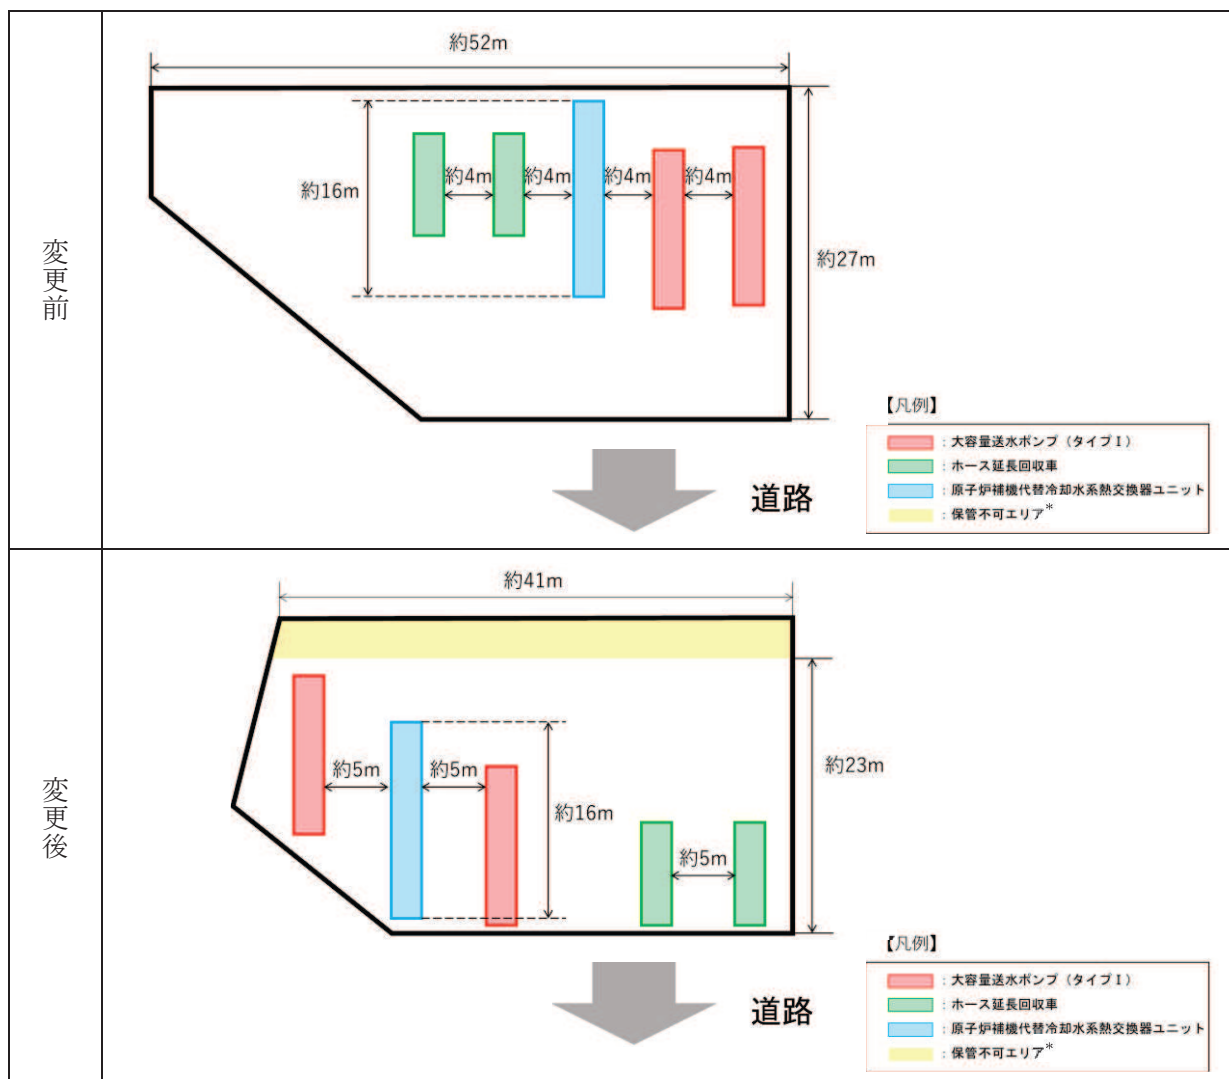 変更前
約52m
約4m 約4m 約4m 約4m
約16m
約27m
【凡例】
：大容量送水ポンプ（タイプⅠ）
：ホース延長回収車
：原子炉補機代替冷却水系熱交換器ユニット
：保管不可エリア*
道路
変更後
約41m
約5m 約5m
約23m
約16m
約5m
【凡例】
：大容量送水ポンプ（タイプⅠ）
：ホース延長回収車
：原子炉補機代替冷却水系熱交換器ユニット
：保管不可エリア*
道路